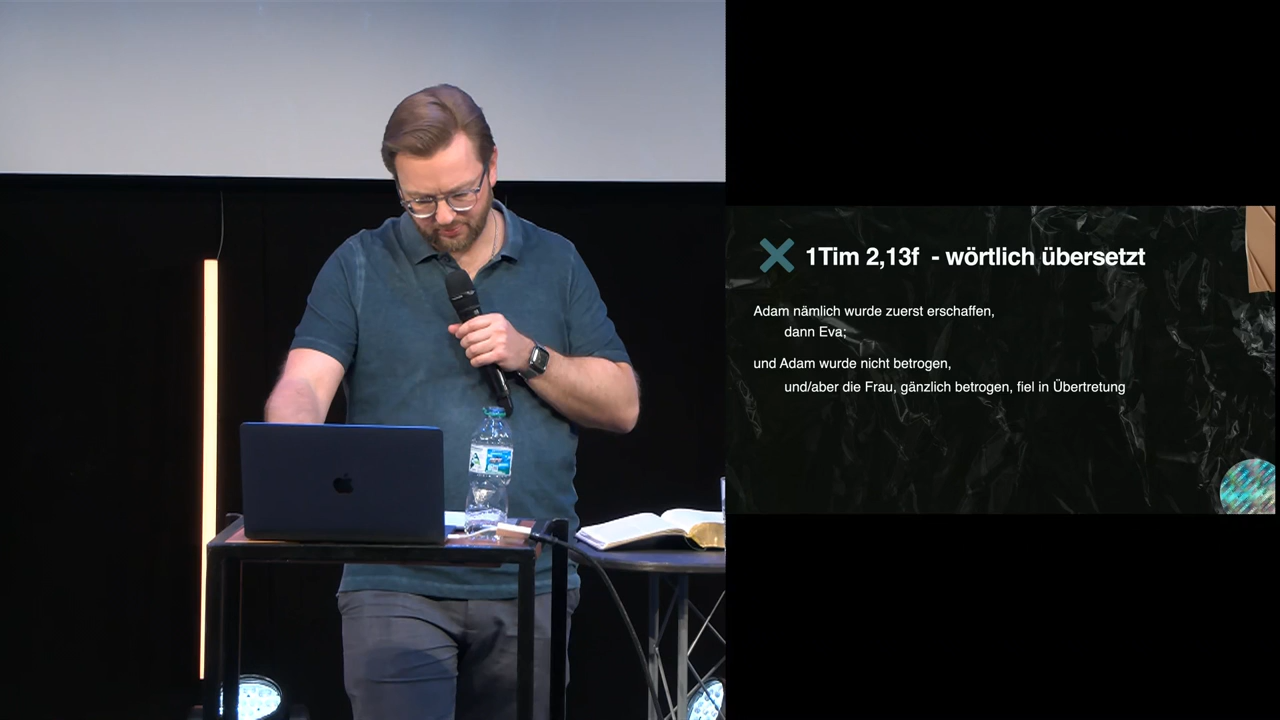 1Tim 2,13f - wörtlich übersetzt
Adam nämlich wurde zuerst erschaffen,
dann Eva;
und Adam wurde nicht betrogen,
und/aber die Frau, gänzlich betrogen, fiel in Übertretung